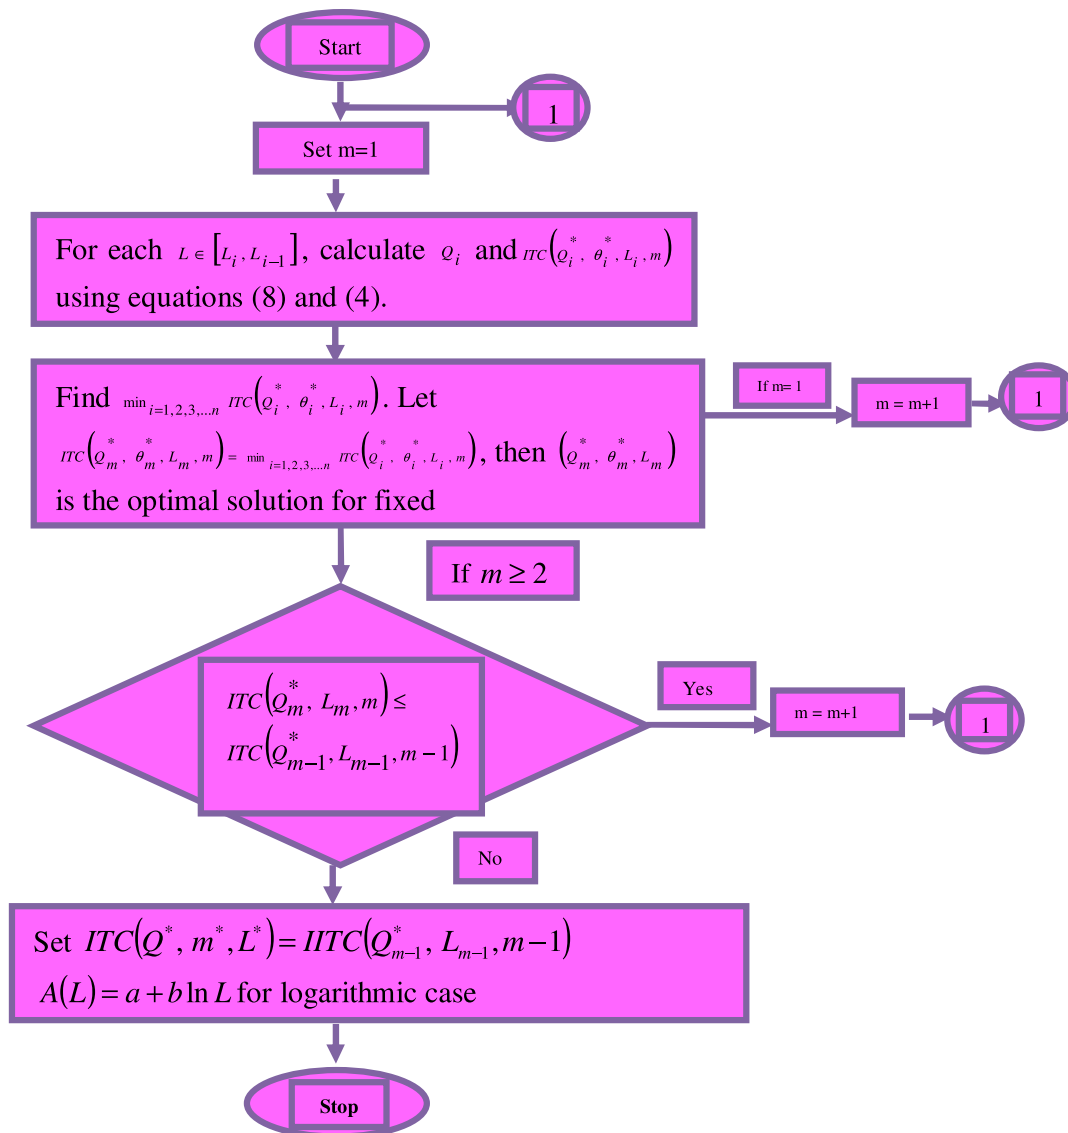 Start
1
Set m=1
For each L ∈ [L_i, L_{i−1}], calculate Q_i and ITC(Q_i^*, θ_i^*, L_i, m)
using equations (8) and (4).
Find min_{i=1,2,3,...n} ITC(Q_i^*, θ_i^*, L_i, m). Let
ITC(Q_m^*, θ_m^*, L_m, m) = min_{i=1,2,3,...n} ITC(Q_i^*, θ_i^*, L_i, m), then (Q_m^*, θ_m^*, L_m)
is the optimal solution for fixed
If m= 1
m = m+1
1
If m ≥ 2
ITC(Q_m^*, L_m, m) ≤
ITC(Q_{m−1}^*, L_{m−1}, m−1)
Yes
m = m+1
1
No
Set ITC(Q^*, m^*, L^*) = IITC(Q_{m−1}^*, L_{m−1}, m−1)
A(L) = a + b ln L for logarithmic case
Stop